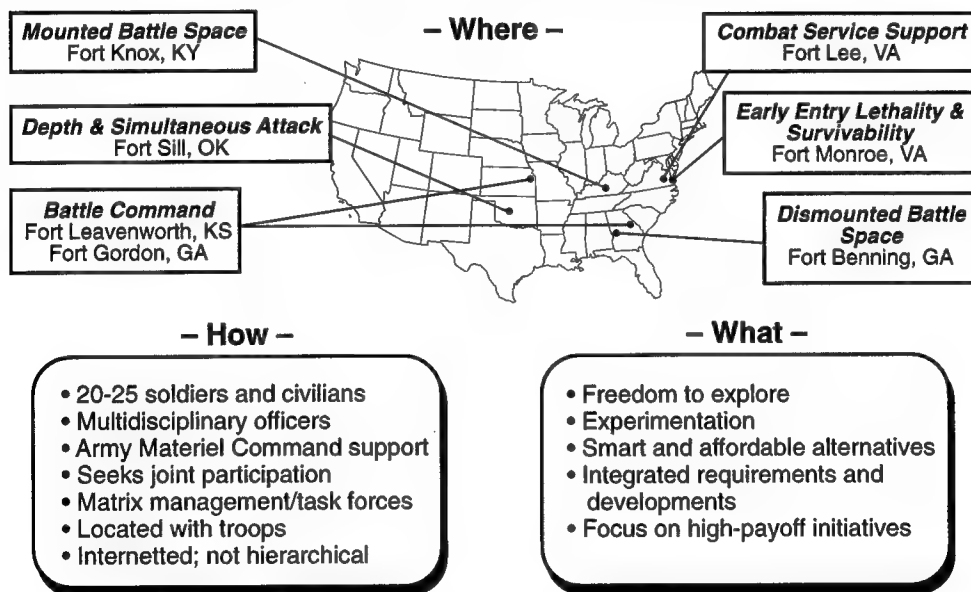 – Where –
Mounted Battle Space
Fort Knox, KY
Depth & Simultaneous Attack
Fort Sill, OK
Battle Command
Fort Leavenworth, KS
Fort Gordon, GA
Combat Service Support
Fort Lee, VA
Early Entry Lethality &
Survivability
Fort Monroe, VA
Dismounted Battle
Space
Fort Benning, GA
– How –
• 20-25 soldiers and civilians
• Multidisciplinary officers
• Army Materiel Command support
• Seeks joint participation
• Matrix management/task forces
• Located with troops
• Internetted; not hierarchical
– What –
• Freedom to explore
• Experimentation
• Smart and affordable alternatives
• Integrated requirements and
developments
• Focus on high-payoff initiatives